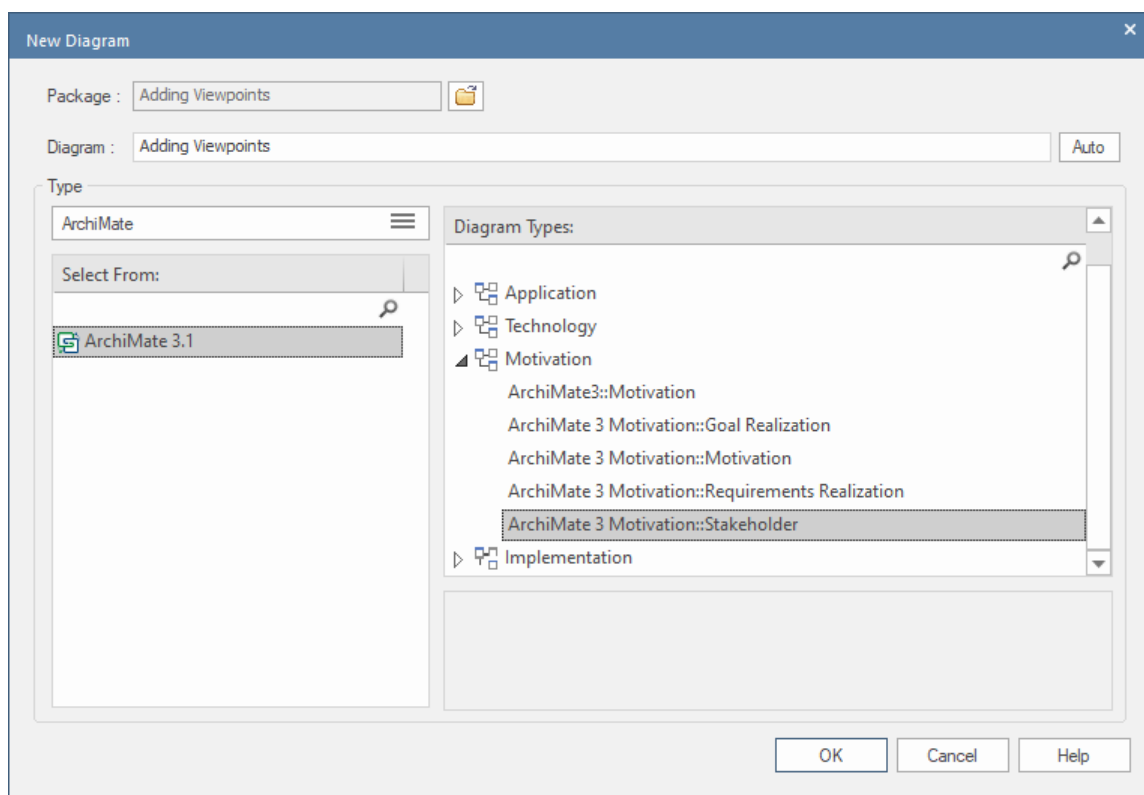 New Diagram
Package : Adding Viewpoints
Diagram : Adding Viewpoints Auto
Type
ArchiMate
Select From:
ArchiMate 3.1
Diagram Types:
Application
Technology
Motivation
ArchiMate3::Motivation
ArchiMate 3 Motivation::Goal Realization
ArchiMate 3 Motivation::Motivation
ArchiMate 3 Motivation::Requirements Realization
ArchiMate 3 Motivation::Stakeholder
Implementation
OK Cancel Help